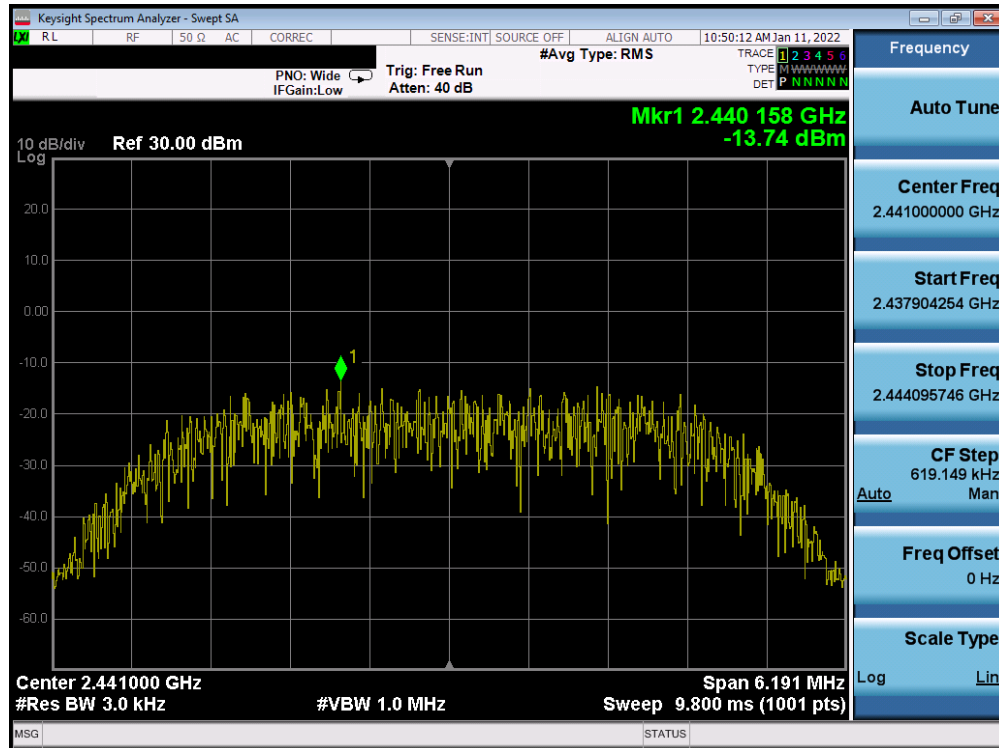 Keysight Spectrum Analyzer - Swept SA
LXI RL RF 50 Ω AC CORREC SENSE:INT SOURCE OFF ALIGN AUTO 10:50:12 AM Jan 11, 2022
#Avg Type: RMS
TRACE 1 2 3 4 5 6
PNO: Wide Trig: Free Run
TYPE M W W W W W
IFGain:Low Atten: 40 dB
DET P N N N N N
Mkr1 2.440 158 GHz
-13.74 dBm
10 dB/div Ref 30.00 dBm
Log
20.0
10.0
0.00
-10.0
1
-20.0
-30.0
-40.0
-50.0
-60.0
Center 2.441000 GHz Span 6.191 MHz
#Res BW 3.0 kHz #VBW 1.0 MHz Sweep 9.800 ms (1001 pts)
MSG STATUS
Frequency
Auto Tune
Center Freq
2.441000000 GHz
Start Freq
2.437904254 GHz
Stop Freq
2.444095746 GHz
CF Step
619.149 kHz
Auto Man
Freq Offset
0 Hz
Scale Type
Log Lin